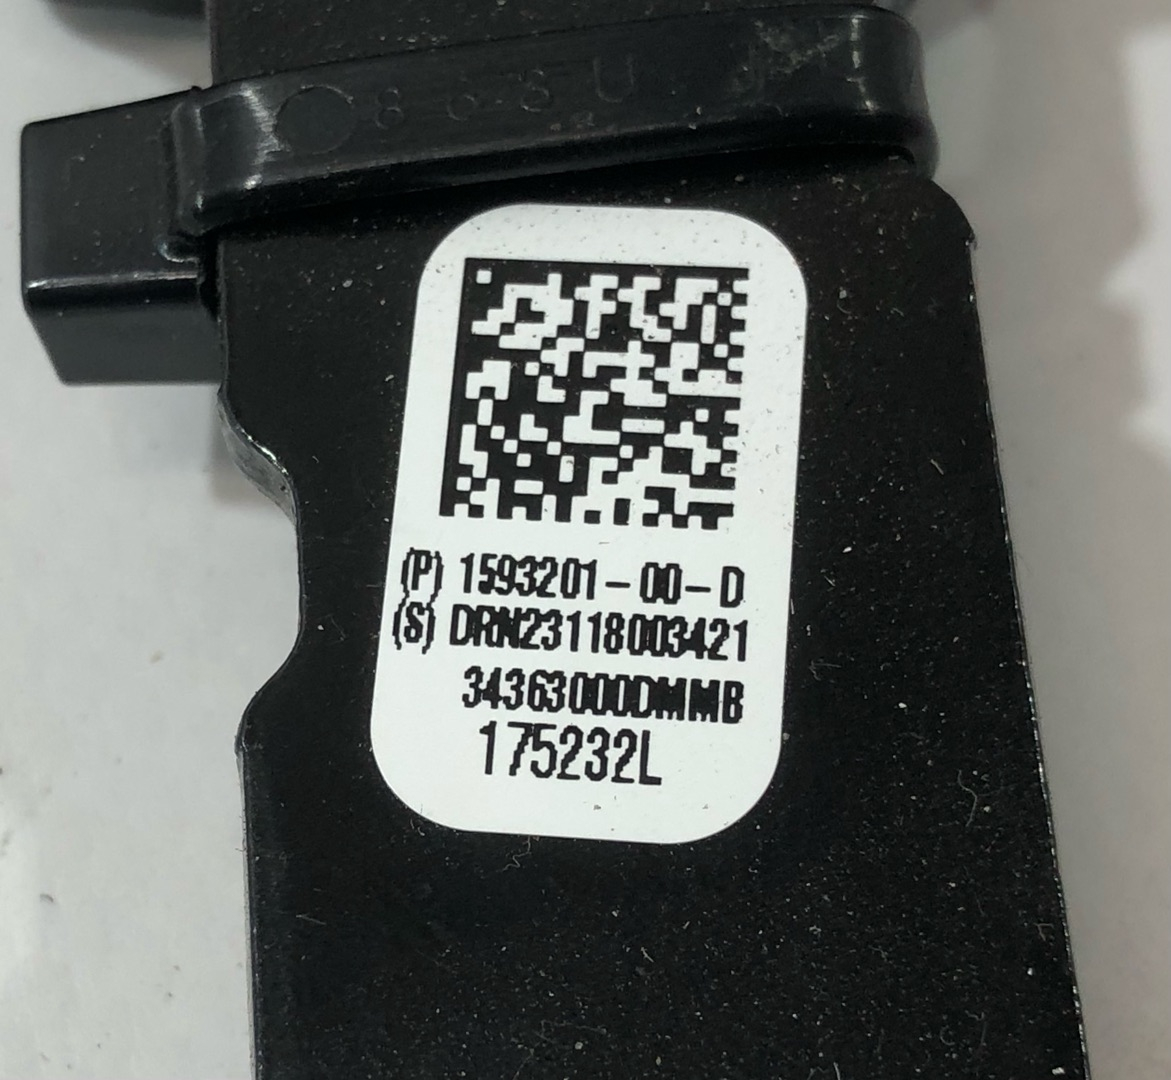 (P) 1593201-00-D
(S) DRN23118003421
34363000DMMB
175232L